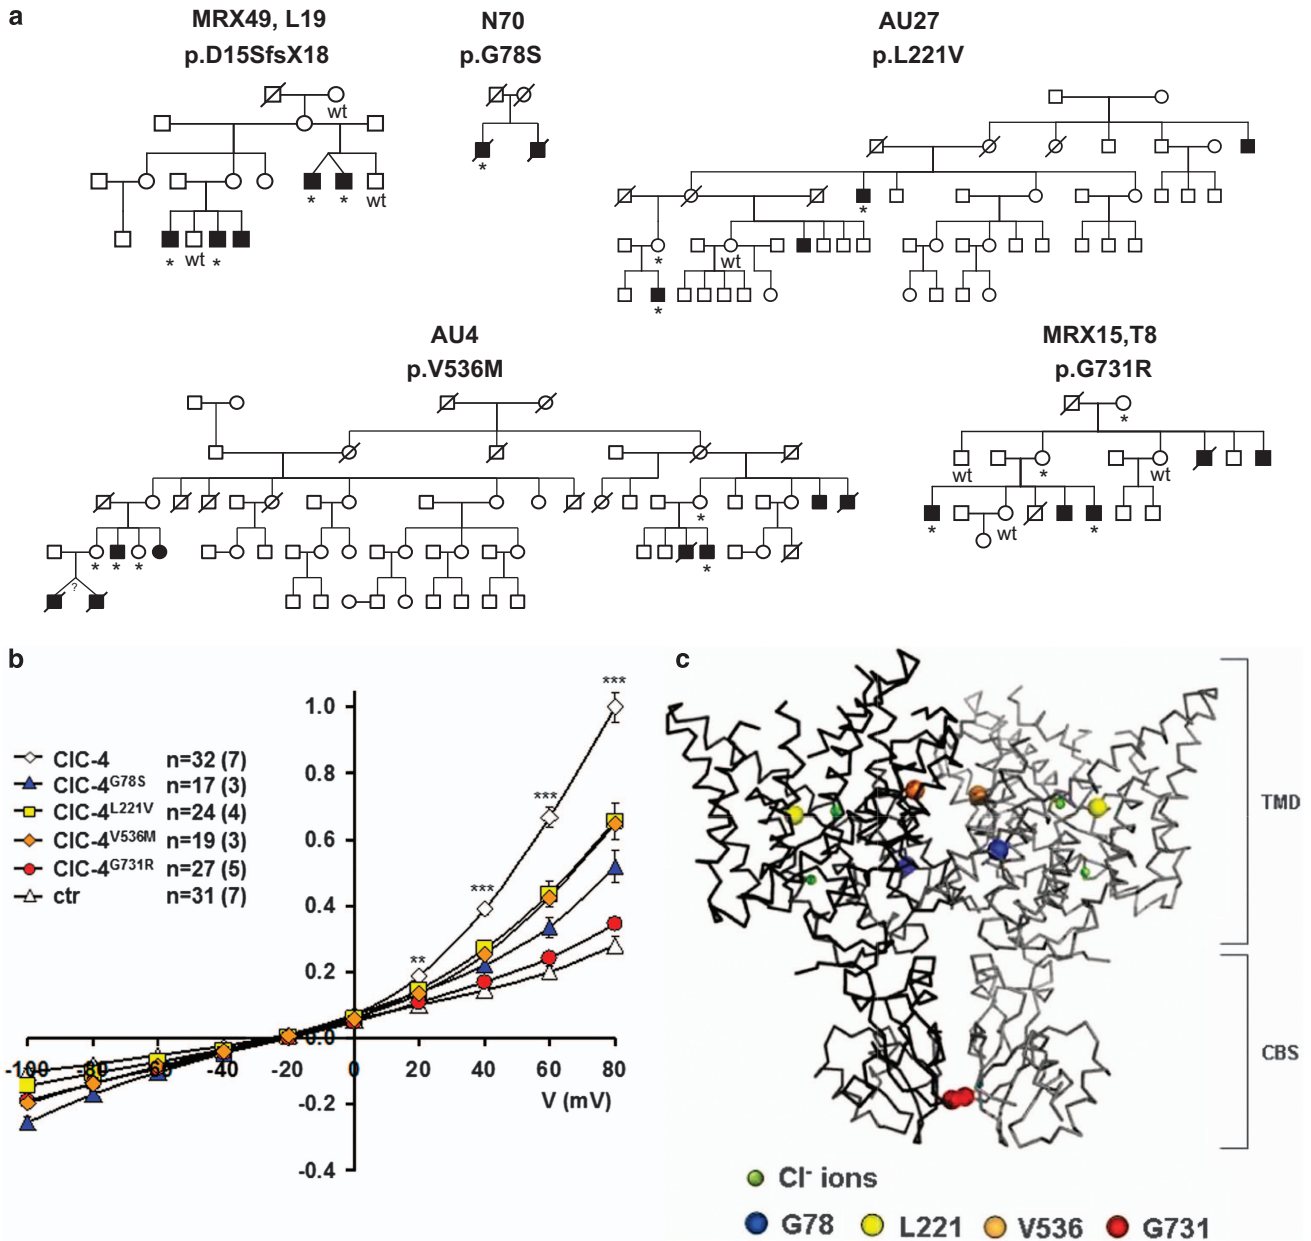 a
MRX49, L19
p.D15SfsX18
wt
* * wt
* wt *
N70
p.G78S
*
AU27
p.L221V
*
* wt
*
AU4
p.V536M
*
* * *
*
?
MRX15,T8
p.G731R
*
wt * wt
* wt *
b
ClC-4 n=32 (7)
ClC-4G78S n=17 (3)
ClC-4L221V n=24 (4)
ClC-4V536M n=19 (3)
ClC-4G731R n=27 (5)
ctr n=31 (7)
***
***
***
**
1.0
0.8
0.6
0.4
0.2
0.0
-0.2
-0.4
-100 -80 -60 -40 -20 0 20 40 60 80
V (mV)
c
TMD
CBS
Cl- ions
G78 L221 V536 G731